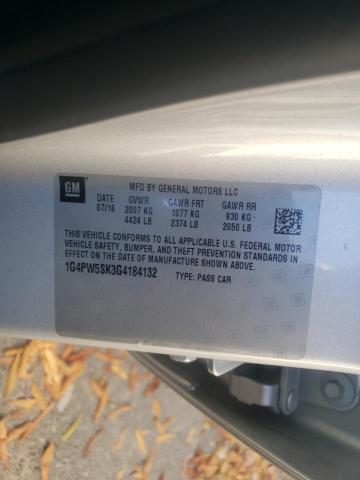 GM
MFD BY GENERAL MOTORS LLC
DATE GVWR GAWR FRT GAWR RR
07/16 2007 KG 1077 KG 930 KG
4424 LB 2374 LB 2050 LB
THIS VEHICLE CONFORMS TO ALL APPLICABLE U.S. FEDERAL MOTOR
VEHICLE SAFETY, BUMPER, AND THEFT PREVENTION STANDARDS
IN EFFECT ON THE DATE OF MANUFACTURE SHOWN ABOVE.
1G4PW5SK3G4184132 TYPE: PASS CAR